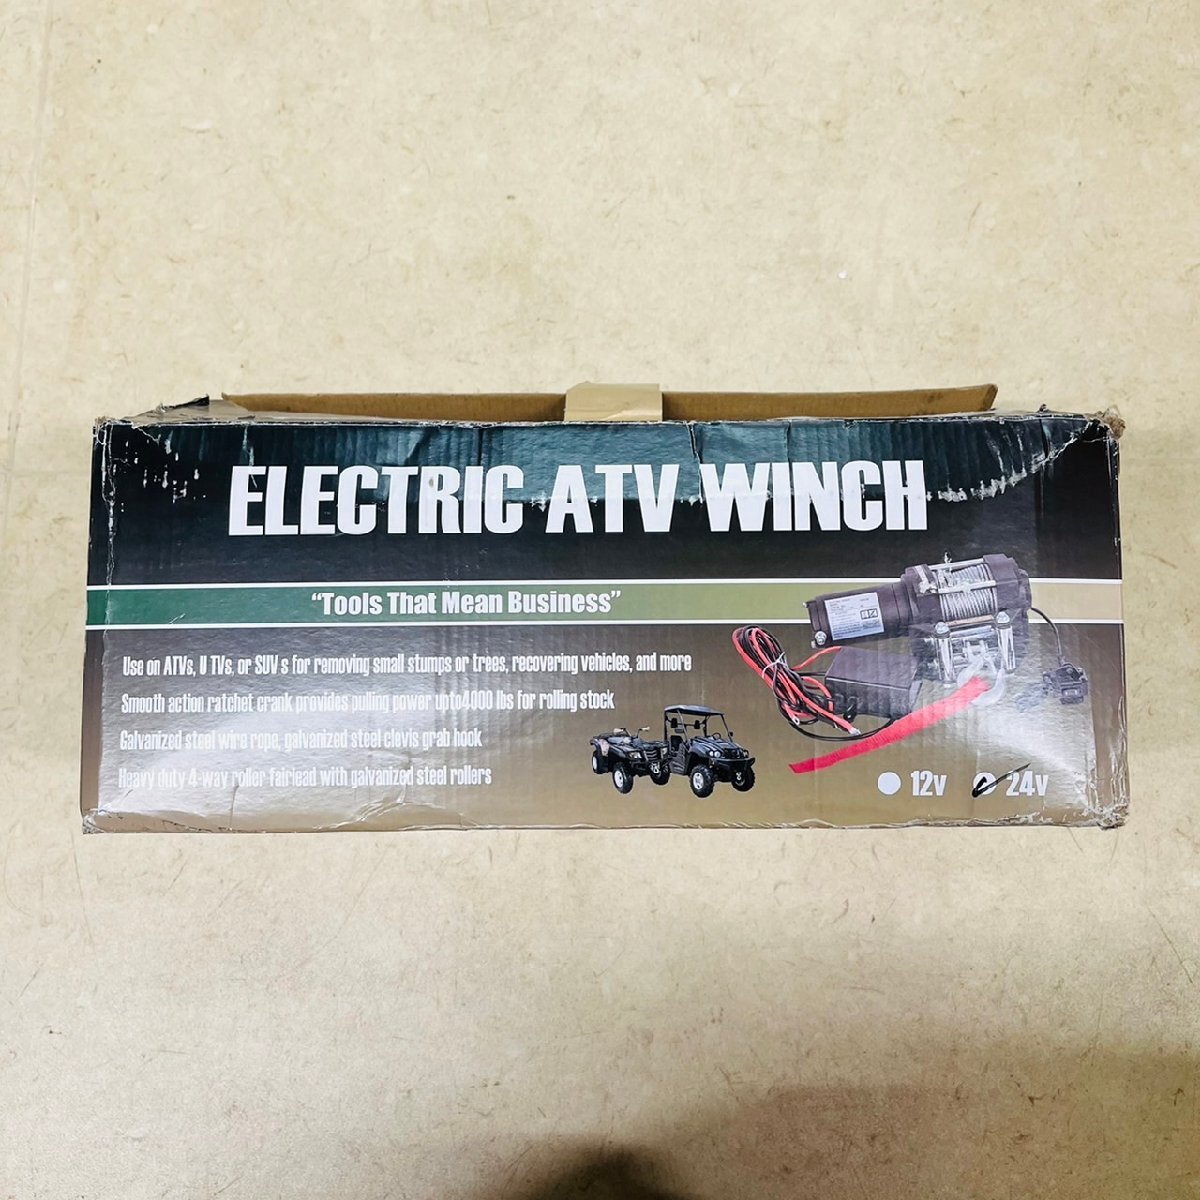 ELECTRIC ATV WINCH
“Tools That Mean Business”
Use on ATVs, U TVs, or SUV s for removing small stumps or trees, recovering vehicles, and more
Smooth action ratchet crank provides pulling power upto4000 lbs for rolling stock
Galvanized steel wire rope, galvanized steel clevis grab hook
Heavy duty 4-way roller fairlead with galvanized steel rollers
12v 24v